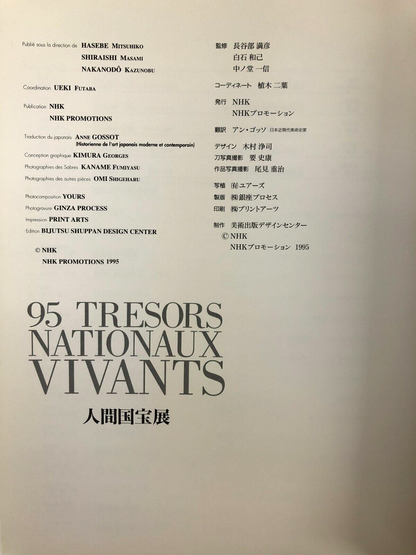 Publié sous la direction de HASEBE MITSUHIKO
SHIRAISHI MASAMI
NAKANODŌ KAZUNOBU
Coordination UEKI FUTABA
Publication NHK
NHK PROMOTIONS
Traduction du japonais ANNE GOSSOT
(Historienne de l'art japonais moderne et contemporain)
Conception graphique KIMURA GEORGES
Photographies des Sabres KANAME FUMIYASU
Photographies des autres pièces OMI SHIGEHARU
Photocomposition YOURS
Photogravure GINZA PROCESS
Impression PRINT ARTS
Edition BIJUTSU SHUPPAN DESIGN CENTER
© NHK
NHK PROMOTIONS 1995
監修 長谷部 満彦
白石 和己
中ノ堂 一信
コーディネート 植木 二葉
発行 NHK
NHKプロモーション
翻訳 アン・ゴッソ 日本近現代美術史家
デザイン 木村 浄司
刀写真撮影 要 史康
作品写真撮影 尾見 重治
写植 ㈲ユアーズ
製版 ㈱銀座プロセス
印刷 ㈱プリントアーツ
制作 美術出版デザインセンター
© NHK
NHKプロモーション 1995
95 TRESORS
NATIONAUX
VIVANTS
人間国宝展